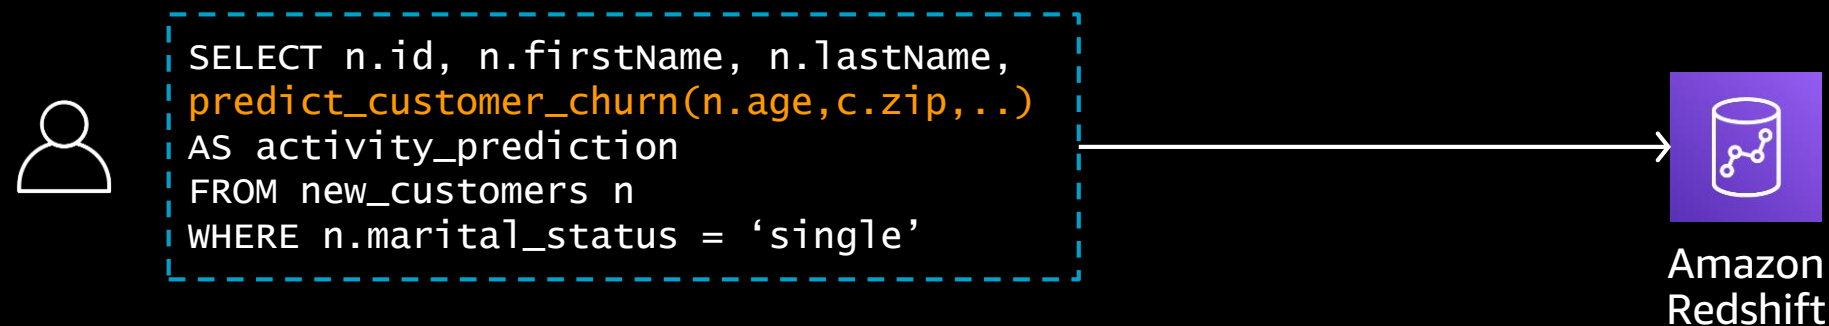 SELECT n.id, n.firstName, n.lastName,
predict_customer_churn(n.age,c.zip,..)
AS activity_prediction
FROM new_customers n
WHERE n.marital_status = ‘single’
Amazon
Redshift